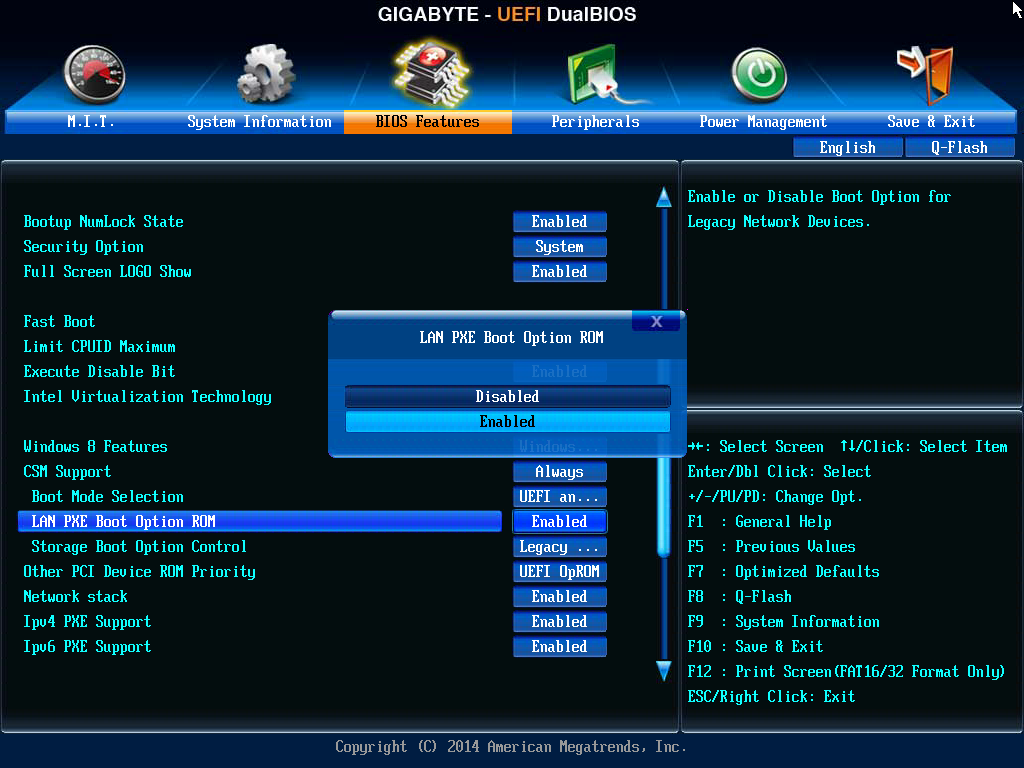 GIGABYTE - UEFI DualBIOS
M.I.T. System Information BIOS Features Peripherals Power Management Save & Exit
English Q-Flash
Bootup NumLock State Enabled
Security Option System
Full Screen LOGO Show Enabled
Fast Boot
Limit CPUID Maximum
Execute Disable Bit Enabled
Intel Virtualization Technology
Windows 8 Features Windows...
CSM Support Always
Boot Mode Selection UEFI an...
LAN PXE Boot Option ROM Enabled
Storage Boot Option Control Legacy ...
Other PCI Device ROM Priority UEFI OpROM
Network stack Enabled
Ipv4 PXE Support Enabled
Ipv6 PXE Support Enabled
X
LAN PXE Boot Option ROM
Disabled
Enabled
Enable or Disable Boot Option for
Legacy Network Devices.
→←: Select Screen ↑↓/Click: Select Item
Enter/Dbl Click: Select
+/-/PU/PD: Change Opt.
F1 : General Help
F5 : Previous Values
F7 : Optimized Defaults
F8 : Q-Flash
F9 : System Information
F10 : Save & Exit
F12 : Print Screen(FAT16/32 Format Only)
ESC/Right Click: Exit
Copyright (C) 2014 American Megatrends, Inc.